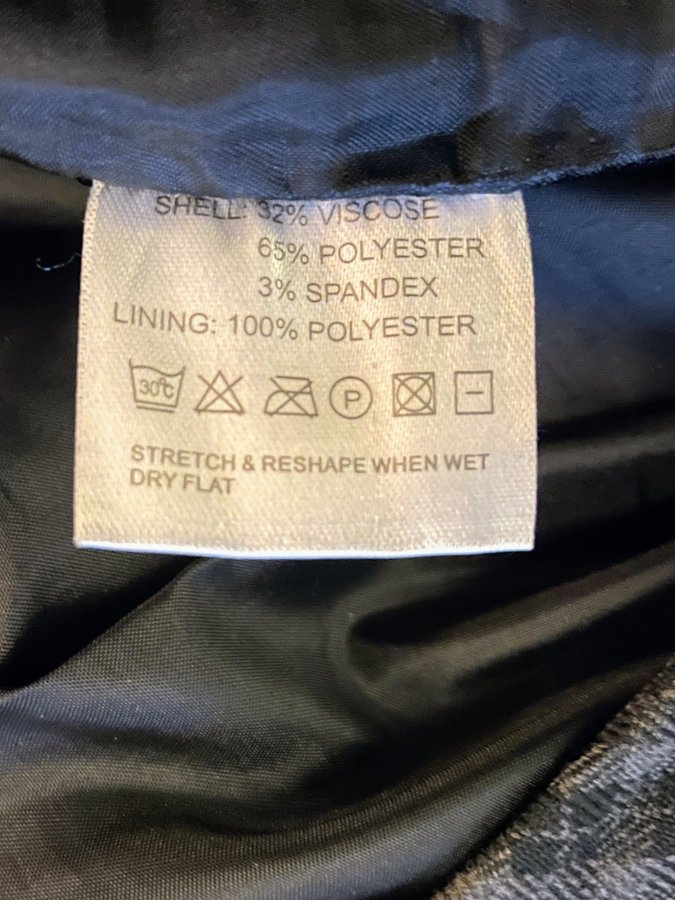 SHELL: 32% VISCOSE
65% POLYESTER
3% SPANDEX
LINING: 100% POLYESTER
30°C P
STRETCH & RESHAPE WHEN WET
DRY FLAT